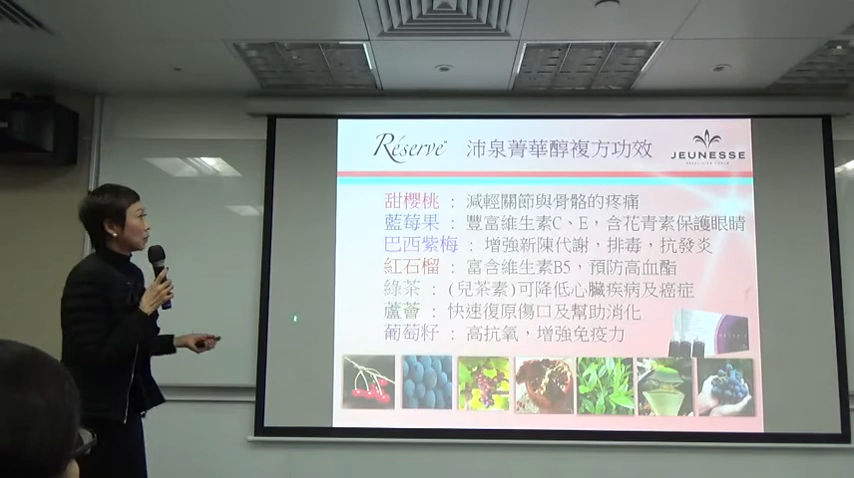 Réserve™ 沛泉菁華醇複方功效 JEUNESSE
甜櫻桃：減輕關節與骨骼的疼痛
藍莓果：豐富維生素C、E，含花青素保護眼睛
巴西紫梅：增強新陳代謝，排毒，抗發炎
紅石榴：富含維生素B5，預防高血酯
綠茶：(兒茶素)可降低心臟疾病及癌症
蘆薈：快速復原傷口及幫助消化
葡萄籽：高抗氧，增強免疫力